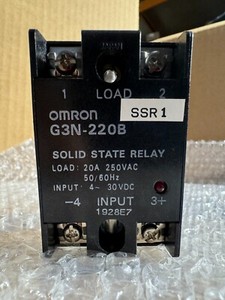 JAPAN
1 LOAD 2
OMRON
SSR 1
G3N-220B
SOLID STATE RELAY
LOAD: 20A 250VAC
50/60Hz
INPUT: 4- 30VDC
-4 INPUT 3+
1928E7